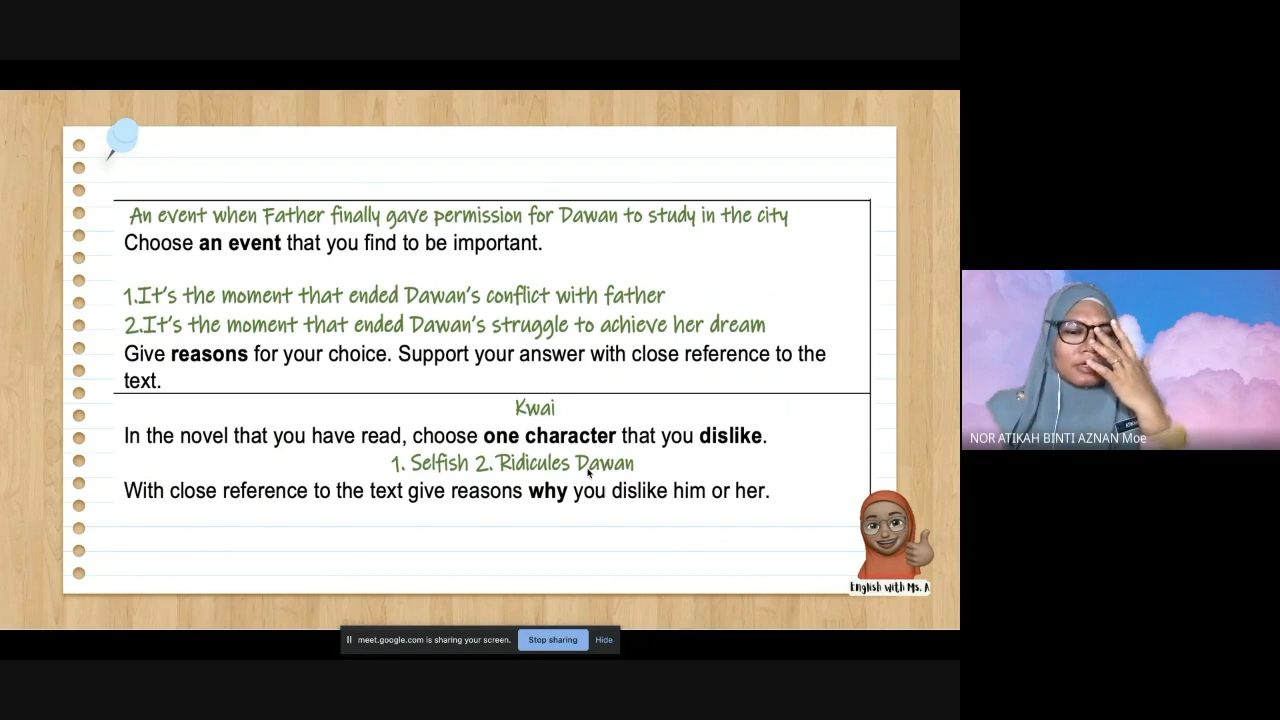 An event when Father finally gave permission for Dawan to study in the city
Choose an event that you find to be important.
1.It's the moment that ended Dawan's conflict with father
2.It's the moment that ended Dawan's struggle to achieve her dream
Give reasons for your choice. Support your answer with close reference to the
text.
Kwai
In the novel that you have read, choose one character that you dislike.
1. Selfish 2. Ridicules Dawan
With close reference to the text give reasons why you dislike him or her.
English with Ms. A
NOR ATIKAH BINTI AZNAN Moe
meet.google.com is sharing your screen. Stop sharing Hide